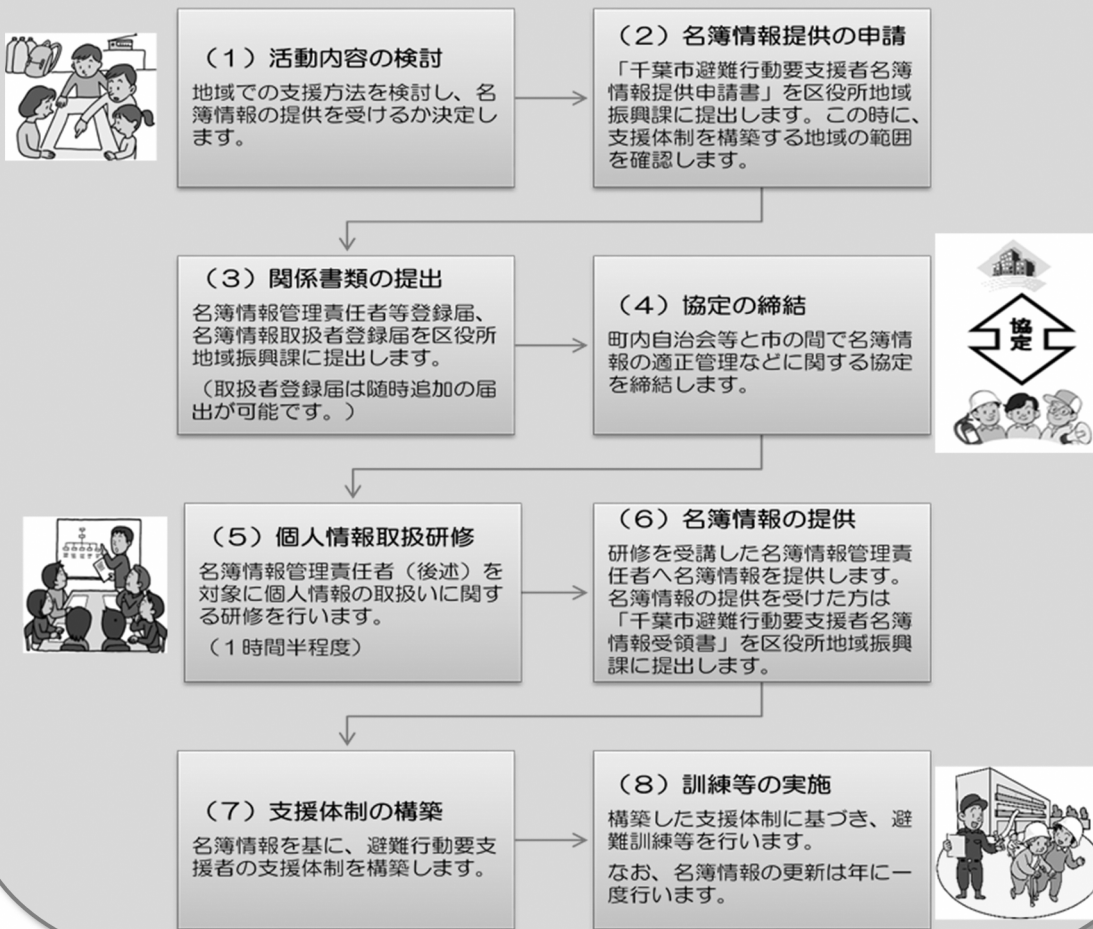 （１）活動内容の検討
地域での支援方法を検討し、名
簿情報の提供を受けるか決定し
ます。
（２）名簿情報提供の申請
「千葉市避難行動要支援者名簿
情報提供申請書」を区役所地域
振興課に提出します。この時に、
支援体制を構築する地域の範囲
を確認します。
（３）関係書類の提出
名簿情報管理責任者等登録届、
名簿情報取扱者登録届を区役所
地域振興課に提出します。
（取扱者登録届は随時追加の届
出が可能です。）
（４）協定の締結
町内自治会等と市の間で名簿情
報の適正管理などに関する協定
を締結します。
協
定
（５）個人情報取扱研修
名簿情報管理責任者（後述）を
対象に個人情報の取扱いに関す
る研修を行います。
（１時間半程度）
（６）名簿情報の提供
研修を受講した名簿情報管理責
任者へ名簿情報を提供します。
名簿情報の提供を受けた方は
「千葉市避難行動要支援者名簿
情報受領書」を区役所地域振興
課に提出します。
（７）支援体制の構築
名簿情報を基に、避難行動要支
援者の支援体制を構築します。
（８）訓練等の実施
構築した支援体制に基づき、避
難訓練等を行います。
なお、名簿情報の更新は年に一
度行います。